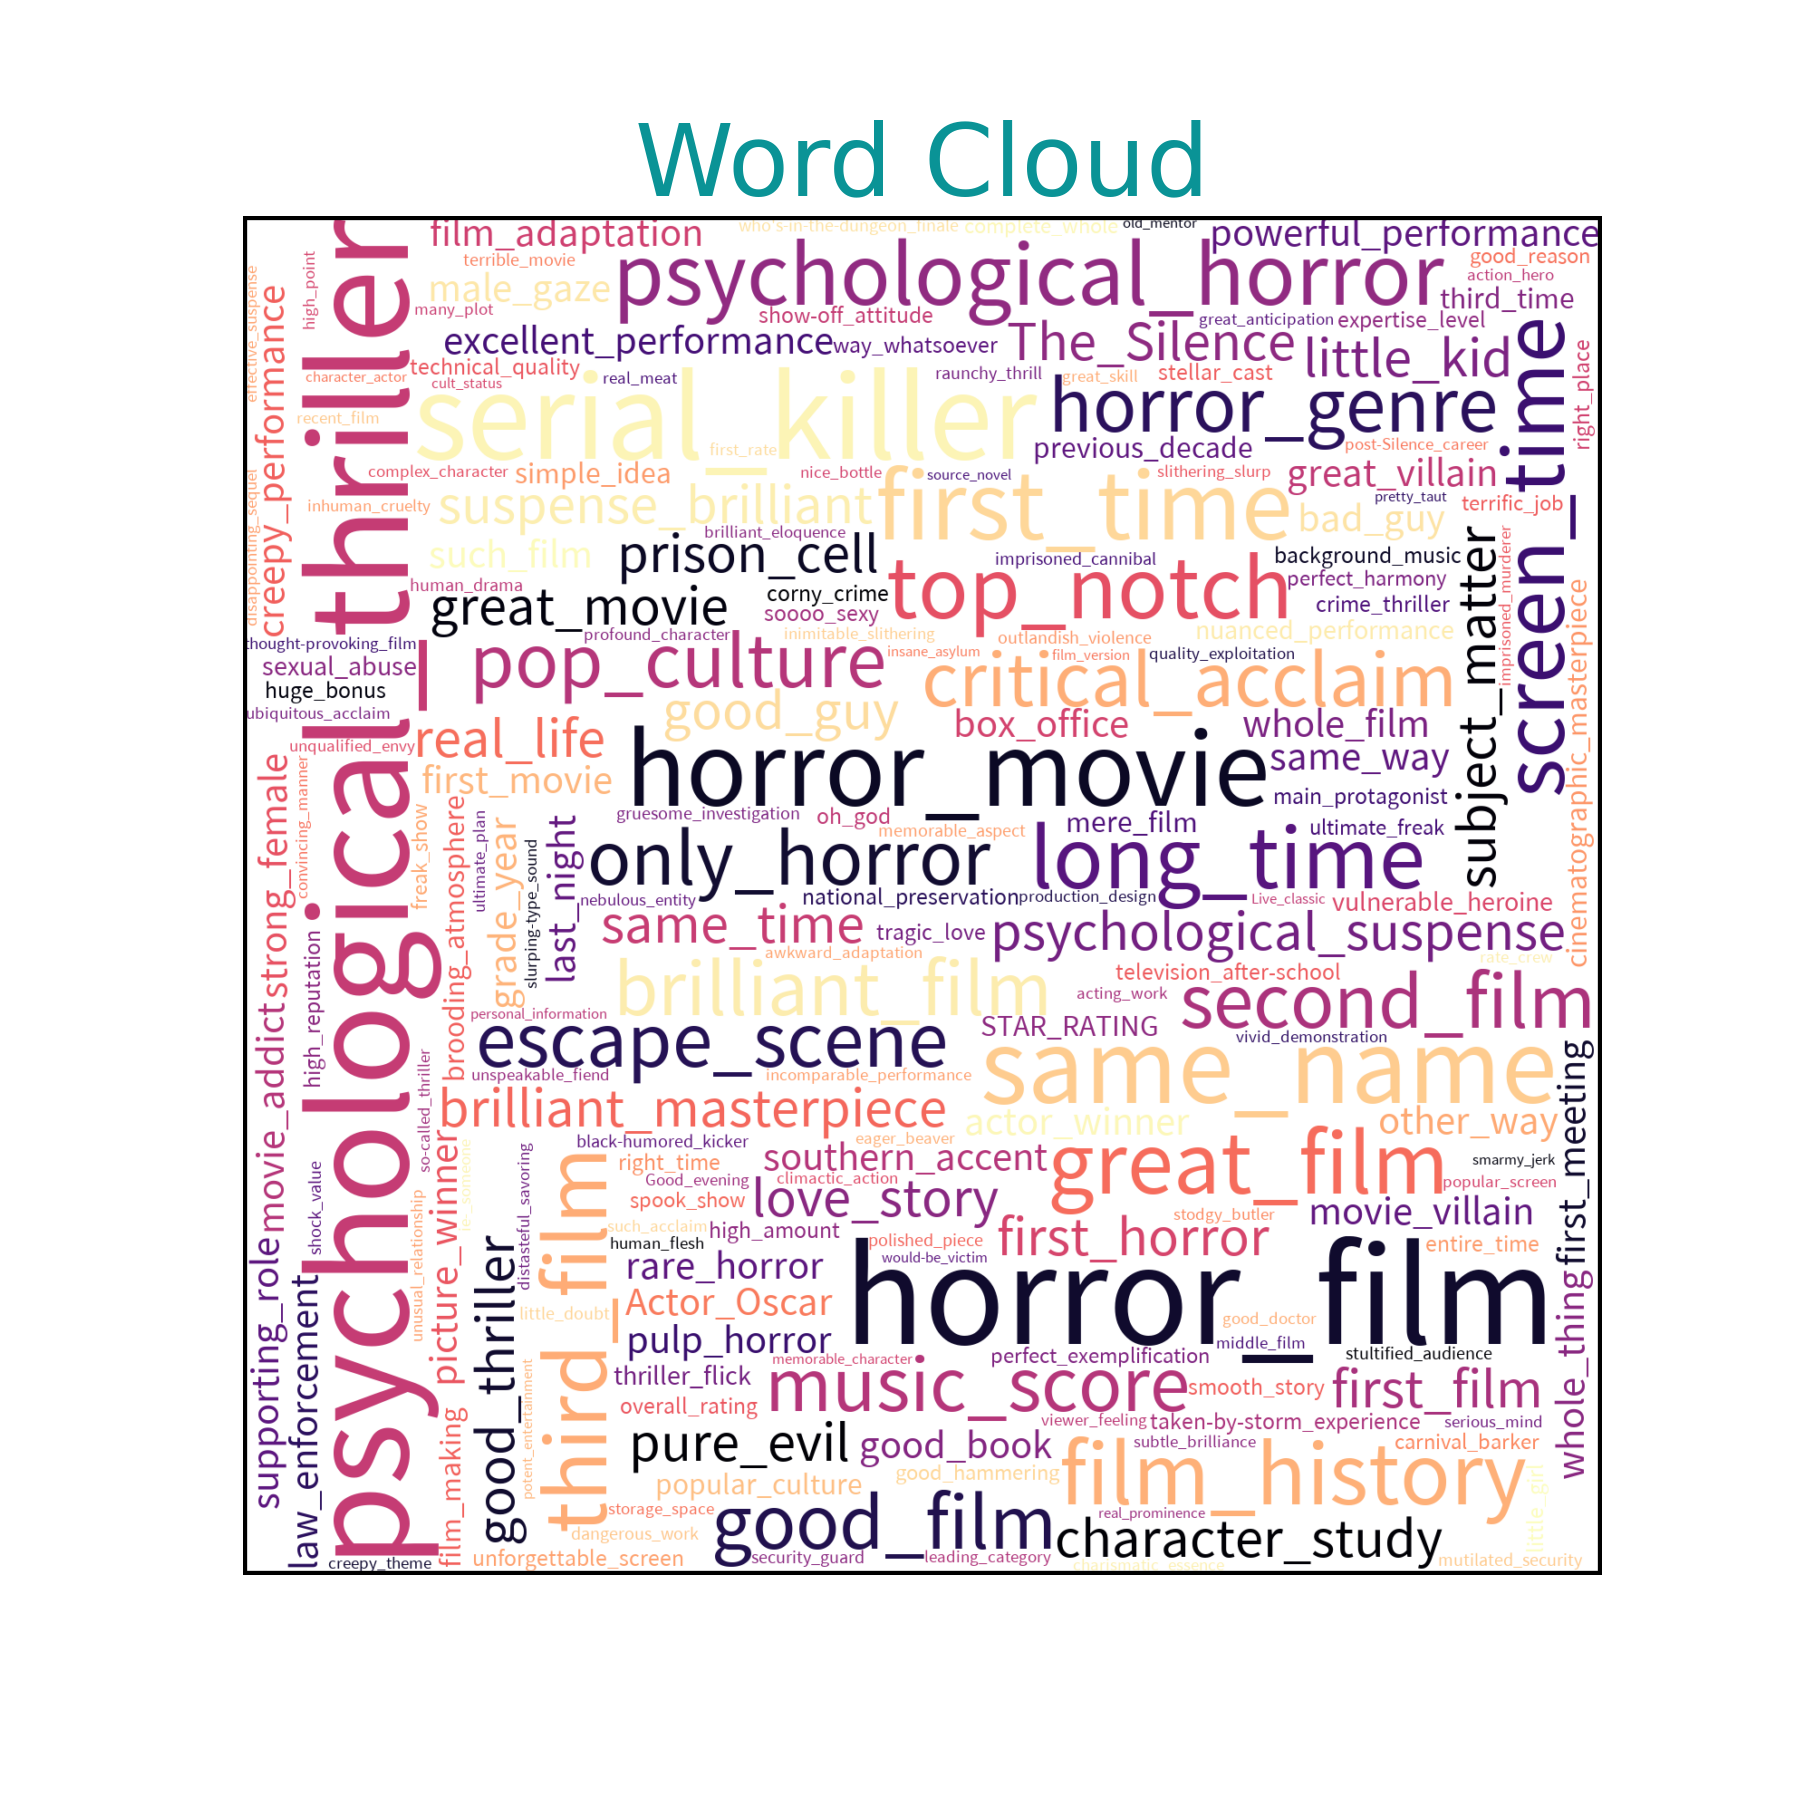 Word Cloud
film_adaptation
who's-in-the-dungeon_finale
complete_whole
old_mentor
powerful_performance
terrible_movie
psychological_horror
good_reason
action_hero
high_point
male_gaze
many_plot
third_time
show-off_attitude
great_anticipation
expertise_level
effective_suspense
creepy_performance
excellent_performance
way_whatsoever
The_Silence
little_kid
screen_time
right_place
technical_quality
character_actor
cult_status
real_meat
raunchy_thrill
great_skill
stellar_cast
serial_killer
horror_genre
recent_film
first_rate
previous_decade
post-Silence_career
complex_character
simple_idea
nice_bottle
source_novel
slithering_slurp
great_villain
disappointing_sequel
inhuman_cruelty
suspense_brilliant
first_time
bad_guy
pretty_taut
terrific_job
brilliant_eloquence
such_film
prison_cell
imprisoned_cannibal
background_music
subject_matter
imprisoned_murderer
human_drama
top_notch
perfect_harmony
great_movie
corny_crime
soooo_sexy
crime_thriller
cinematographic_masterpiece
thought-provoking_film
profound_character
inimitable_slithering
outlandish_violence
nuanced_performance
sexual_abuse
pop_culture
insane_asylum
film_version
quality_exploitation
huge_bonus
critical_acclaim
ubiquitous_acclaim
good_guy
box_office
whole_film
unqualified_envy
real_life
horror_movie
same_way
first_movie
main_protagonist
strong_female
convincing_manner
psychological_thriller
freak_show
brooding_atmosphere
ultimate_plan
grade_year
slurping-type_sound
last_night
gruesome_investigation
oh_god
memorable_aspect
mere_film
ultimate_freak
only_horror
long_time
nebulous_entity
national_preservation
production_design
Live_classic
vulnerable_heroine
same_time
tragic_love
psychological_suspense
high_reputation
awkward_adaptation
rate_crew
television_after-school
brilliant_film
acting_work
second_film
movie_addict
personal_information
escape_scene
STAR_RATING
vivid_demonstration
first_meeting
same_name
unspeakable_fiend
incomparable_performance
so-called_thriller
brilliant_masterpiece
actor_winner
other_way
black-humored_kicker
eager_beaver
picture_winner
re_someone
distasteful_savoring
third_film
right_time
southern_accent
great_film
smarmy_jerk
shock_value
Good_evening
climactic_action
popular_screen
unusual_relationship
spook_show
love_story
stodgy_butler
movie_villain
such_acclaim
high_amount
supporting_role
human_flesh
polished_piece
first_horror
entire_time
good_thriller
would-be_victim
rare_horror
horror_film
law_enforcement
little_doubt
Actor_Oscar
good_doctor
whole_thing
pulp_horror
middle_film
stultified_audience
potent_entertainment
memorable_character
perfect_exemplification
thriller_flick
music_score
smooth_story
first_film
film_making
overall_rating
viewer_feeling
taken-by-storm_experience
serious_mind
pure_evil
good_book
subtle_brilliance
carnival_barker
popular_culture
good_hammering
film_history
little_girl
storage_space
good_film
real_prominence
dangerous_work
character_study
creepy_theme
unforgettable_screen
security_guard
leading_category
charismatic_essence
mutilated_security